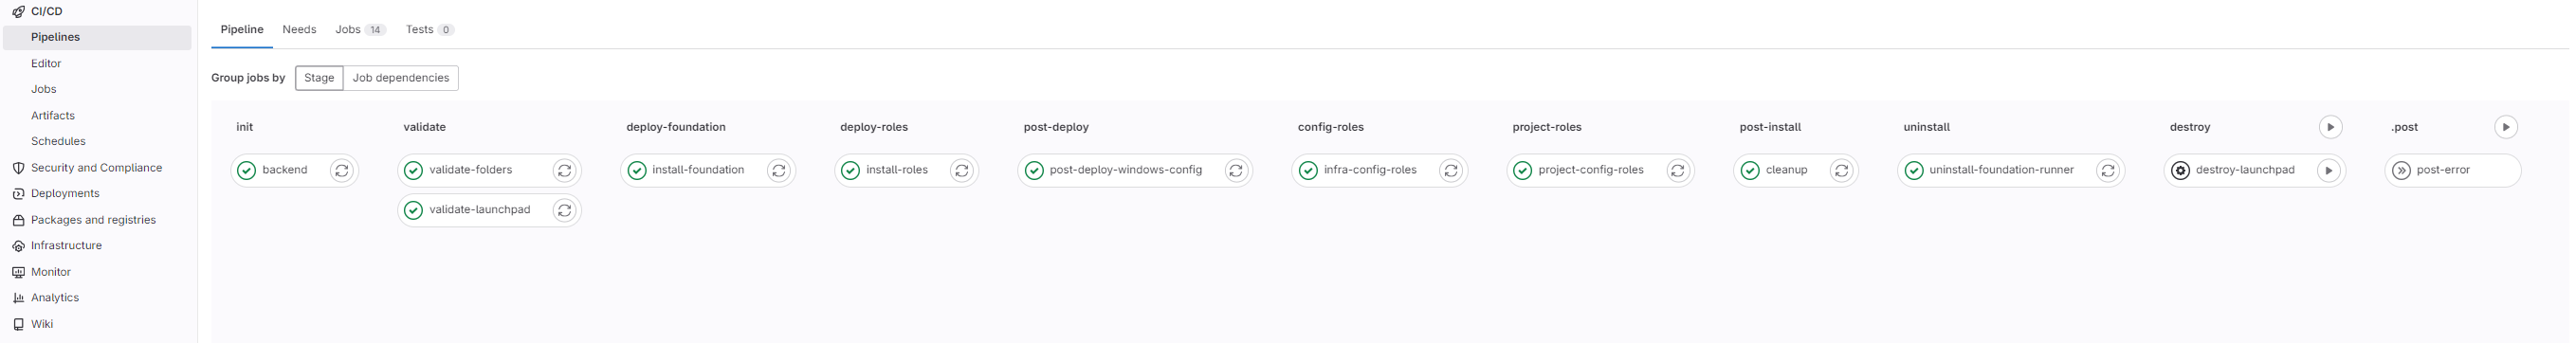 CI/CD
Pipelines
Editor
Jobs
Artifacts
Schedules
Security and Compliance
Deployments
Packages and registries
Infrastructure
Monitor
Analytics
Wiki
Pipeline Needs Jobs 14 Tests 0
Group jobs by Stage Job dependencies
init validate deploy-foundation deploy-roles post-deploy config-roles project-roles post-install uninstall destroy .post
backend validate-folders install-foundation install-roles post-deploy-windows-config infra-config-roles project-config-roles cleanup uninstall-foundation-runner destroy-launchpad post-error
validate-launchpad